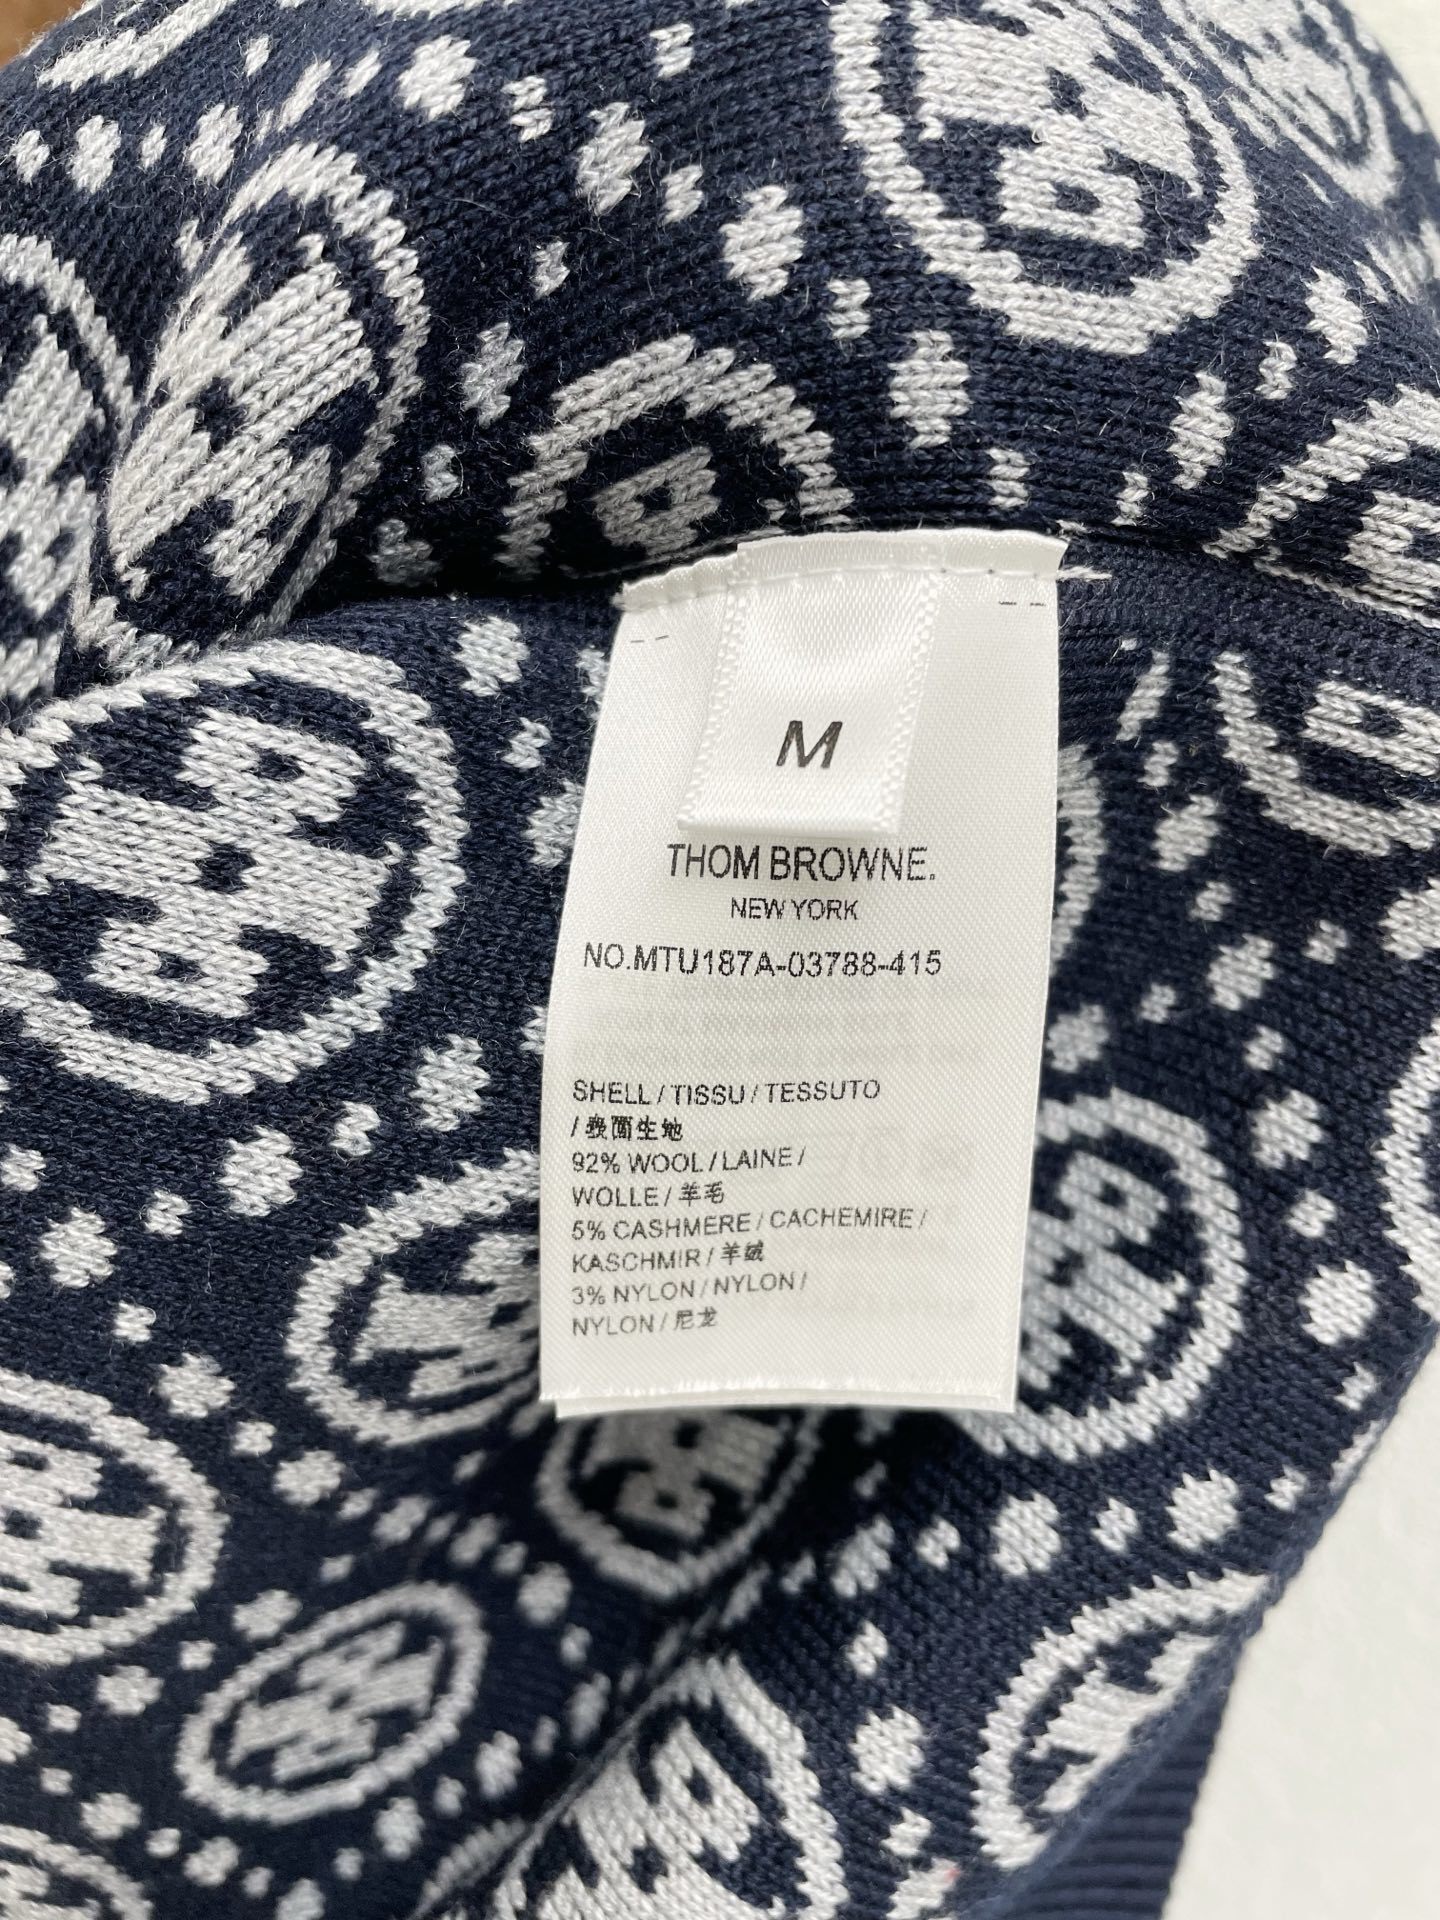 M
THOM BROWNE.
NEW YORK
NO.MTU187A-03788-415
SHELL / TISSU / TESSUTO
/ 表面生地
92% WOOL / LAINE /
WOLLE / 羊毛
5% CASHMERE / CACHEMIRE /
KASCHMIR / 羊绒
3% NYLON / NYLON /
NYLON / 尼龙